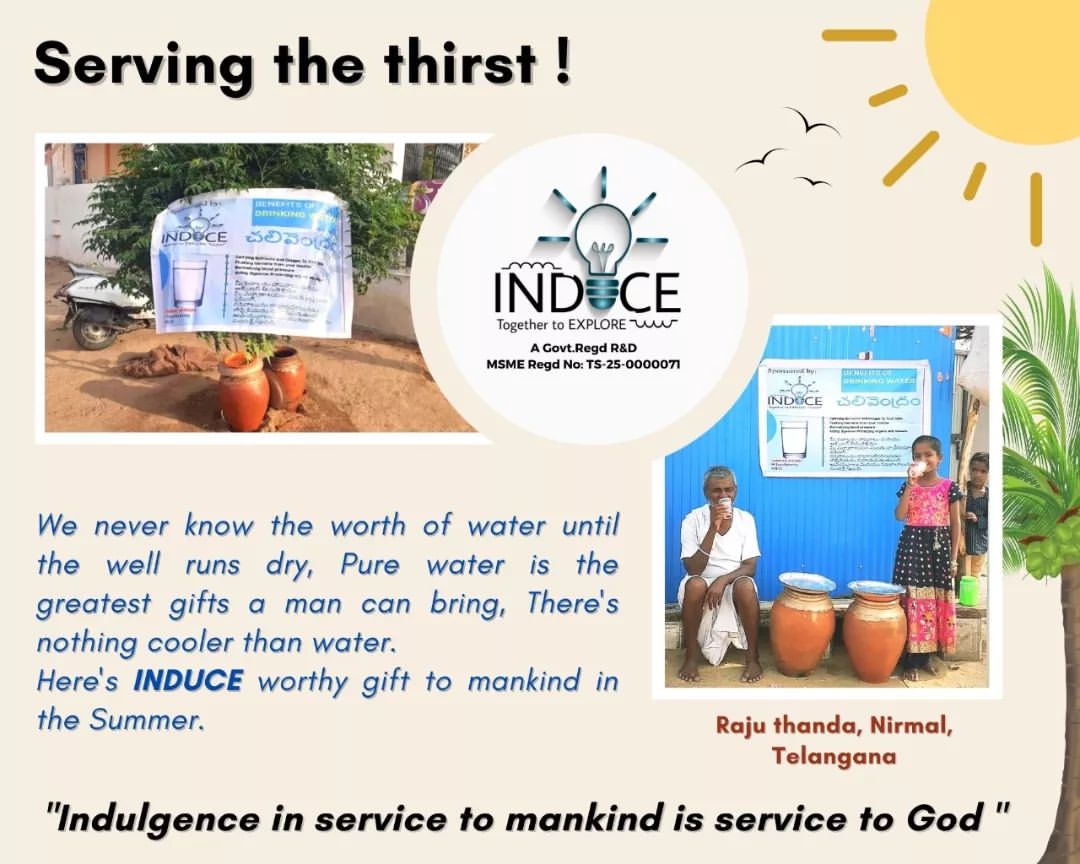 Serving the thirst !
BENEFITS OF
DRINKING WATER
INDUCE
చలివేంద్రం
INDUCE
Together to EXPLORE
A Govt.Regd R&D
MSME Regd No: TS-25-0000071
Sponsored by:
BENEFITS OF
DRINKING WATER
INDUCE
Together to EXPLORE
చలివేంద్రం
We never know the worth of water until
the well runs dry, Pure water is the
greatest gifts a man can bring, There's
nothing cooler than water.
Here's INDUCE worthy gift to mankind in
the Summer.
Raju thanda, Nirmal,
Telangana
"Indulgence in service to mankind is service to God "